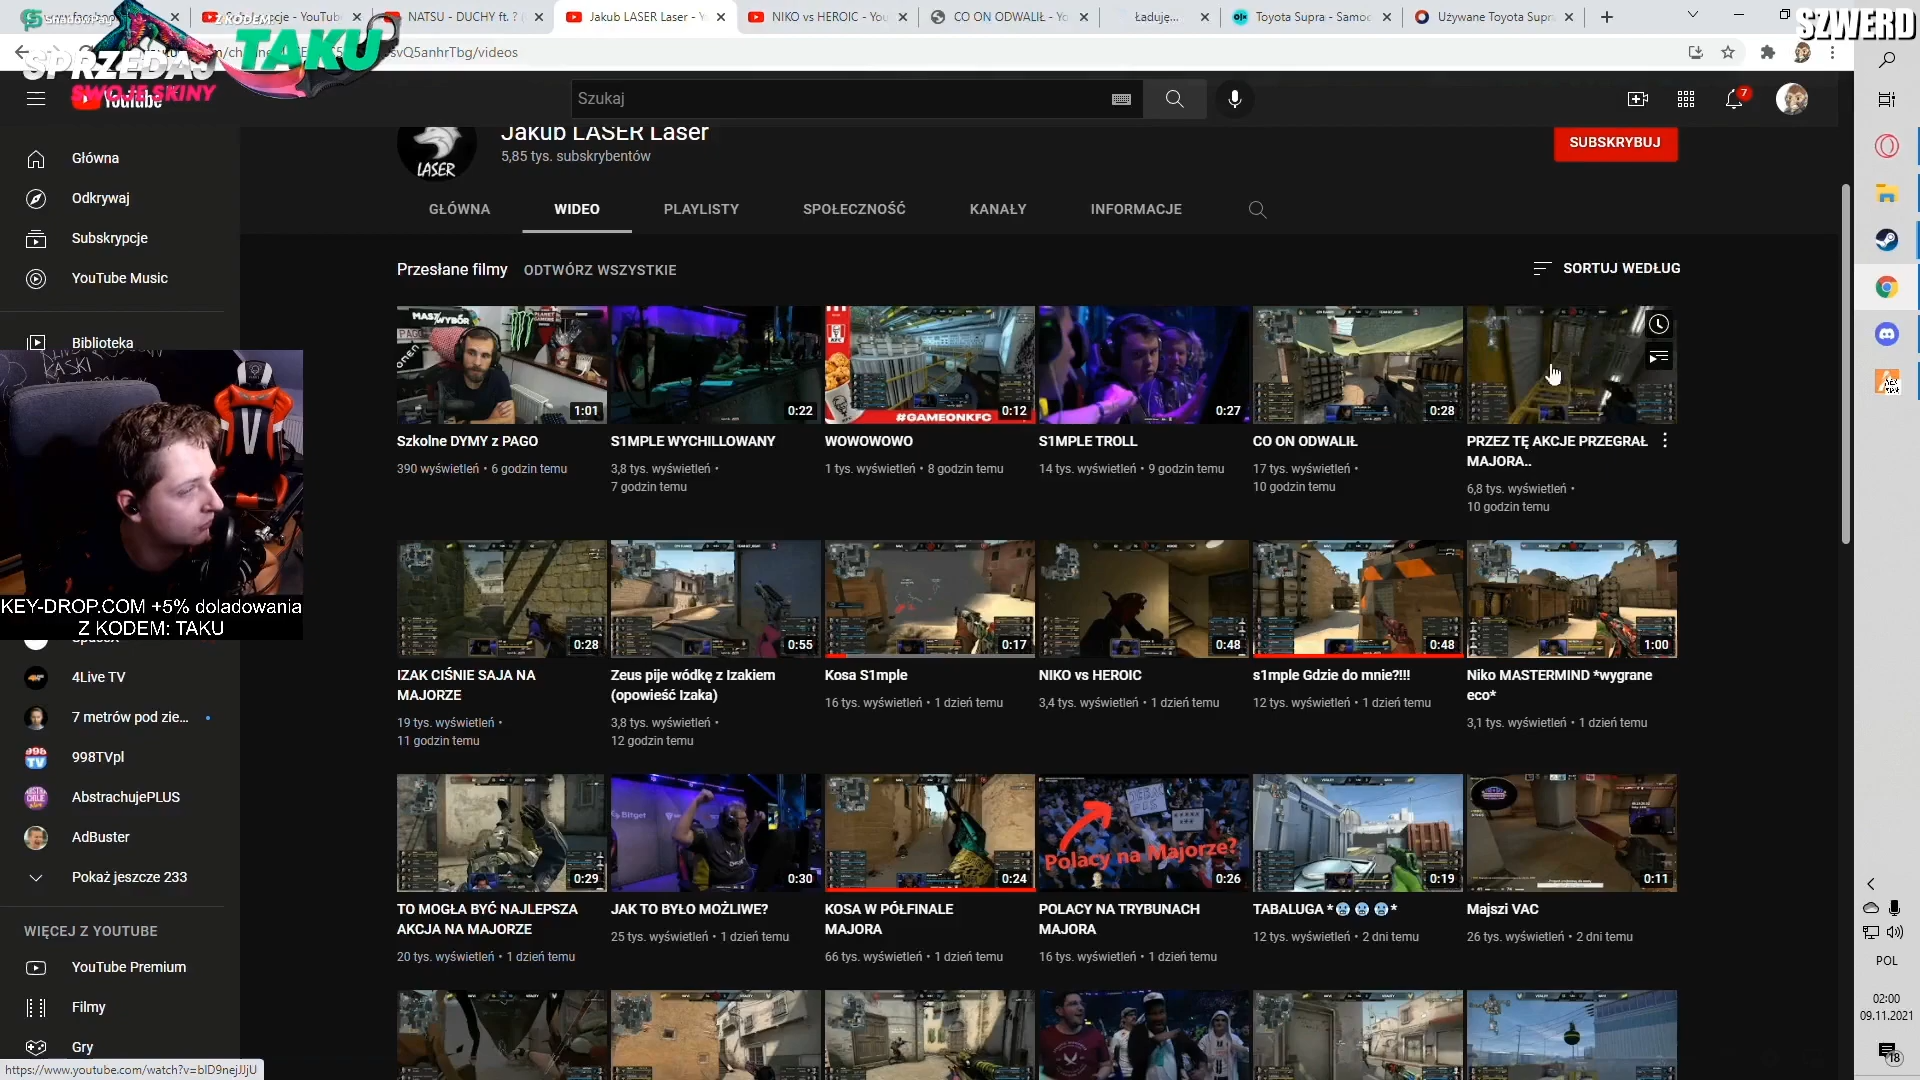 ShadowPay
Z KODEM:
TAKU
SPRZEDAJ
SWOJE SKINY
SZWERD
NATSU - DUCHY ft. ? (
Jakub LASER Laser - Y
NIKO vs HEROIC - You
CO ON ODWALIŁ - Yo
Ładuję...
Toyota Supra - Samoc
Używane Toyota Supr
svQ5anhrTbg/videos
YouTube
Szukaj
7
Główna
Odkrywaj
Subskrypcje
YouTube Music
Biblioteka
LASER
Jakub LASER Laser
5,85 tys. subskrybentów
SUBSKRYBUJ
GŁÓWNA
WIDEO
PLAYLISTY
SPOŁECZNOŚĆ
KANAŁY
INFORMACJE
Przesłane filmy
ODTWÓRZ WSZYSTKIE
SORTUJ WEDŁUG
MASZ WYBÓR
PAGO
1:01
0:22
#GAMEONKFC
0:12
0:27
0:28
Szkolne DYMY z PAGO
390 wyświetleń • 6 godzin temu
S1MPLE WYCHILLOWANY
3,8 tys. wyświetleń •
7 godzin temu
WOWOWOWO
1 tys. wyświetleń • 8 godzin temu
S1MPLE TROLL
14 tys. wyświetleń • 9 godzin temu
CO ON ODWALIŁ
17 tys. wyświetleń •
10 godzin temu
PRZEZ TĘ AKCJE PRZEGRAŁ
MAJORA..
6,8 tys. wyświetleń •
10 godzin temu
0:28
0:55
0:17
0:48
0:48
1:00
IZAK CIŚNIE SAJA NA
MAJORZE
19 tys. wyświetleń •
11 godzin temu
Zeus pije wódkę z Izakiem
(opowieść Izaka)
3,8 tys. wyświetleń •
12 godzin temu
Kosa S1mple
16 tys. wyświetleń • 1 dzień temu
NIKO vs HEROIC
3,4 tys. wyświetleń • 1 dzień temu
s1mple Gdzie do mnie?!!!
12 tys. wyświetleń • 1 dzień temu
Niko MASTERMIND *wygrane
eco*
3,1 tys. wyświetleń • 1 dzień temu
KEY-DROP.COM +5% doladowania
Z KODEM: TAKU
4Live TV
7 metrów pod zie...
998TVpl
AbstrachujePLUS
AdBuster
Pokaż jeszcze 233
WIĘCEJ Z YOUTUBE
YouTube Premium
Filmy
Gry
0:29
Bitget
0:30
0:24
Polacy na Majorze?
0:26
0:19
0:11
TO MOGŁA BYĆ NAJLEPSZA
AKCJA NA MAJORZE
20 tys. wyświetleń • 1 dzień temu
JAK TO BYŁO MOŻLIWE?
25 tys. wyświetleń • 1 dzień temu
KOSA W PÓŁFINALE
MAJORA
66 tys. wyświetleń • 1 dzień temu
POLACY NA TRYBUNACH
MAJORA
16 tys. wyświetleń • 1 dzień temu
TABALUGA *🥶🥶🥶*
12 tys. wyświetleń • 2 dni temu
Majszi VAC
26 tys. wyświetleń • 2 dni temu
POL
02:00
09.11.2021
18
https://www.youtube.com/watch?v=blD9nejJJjU